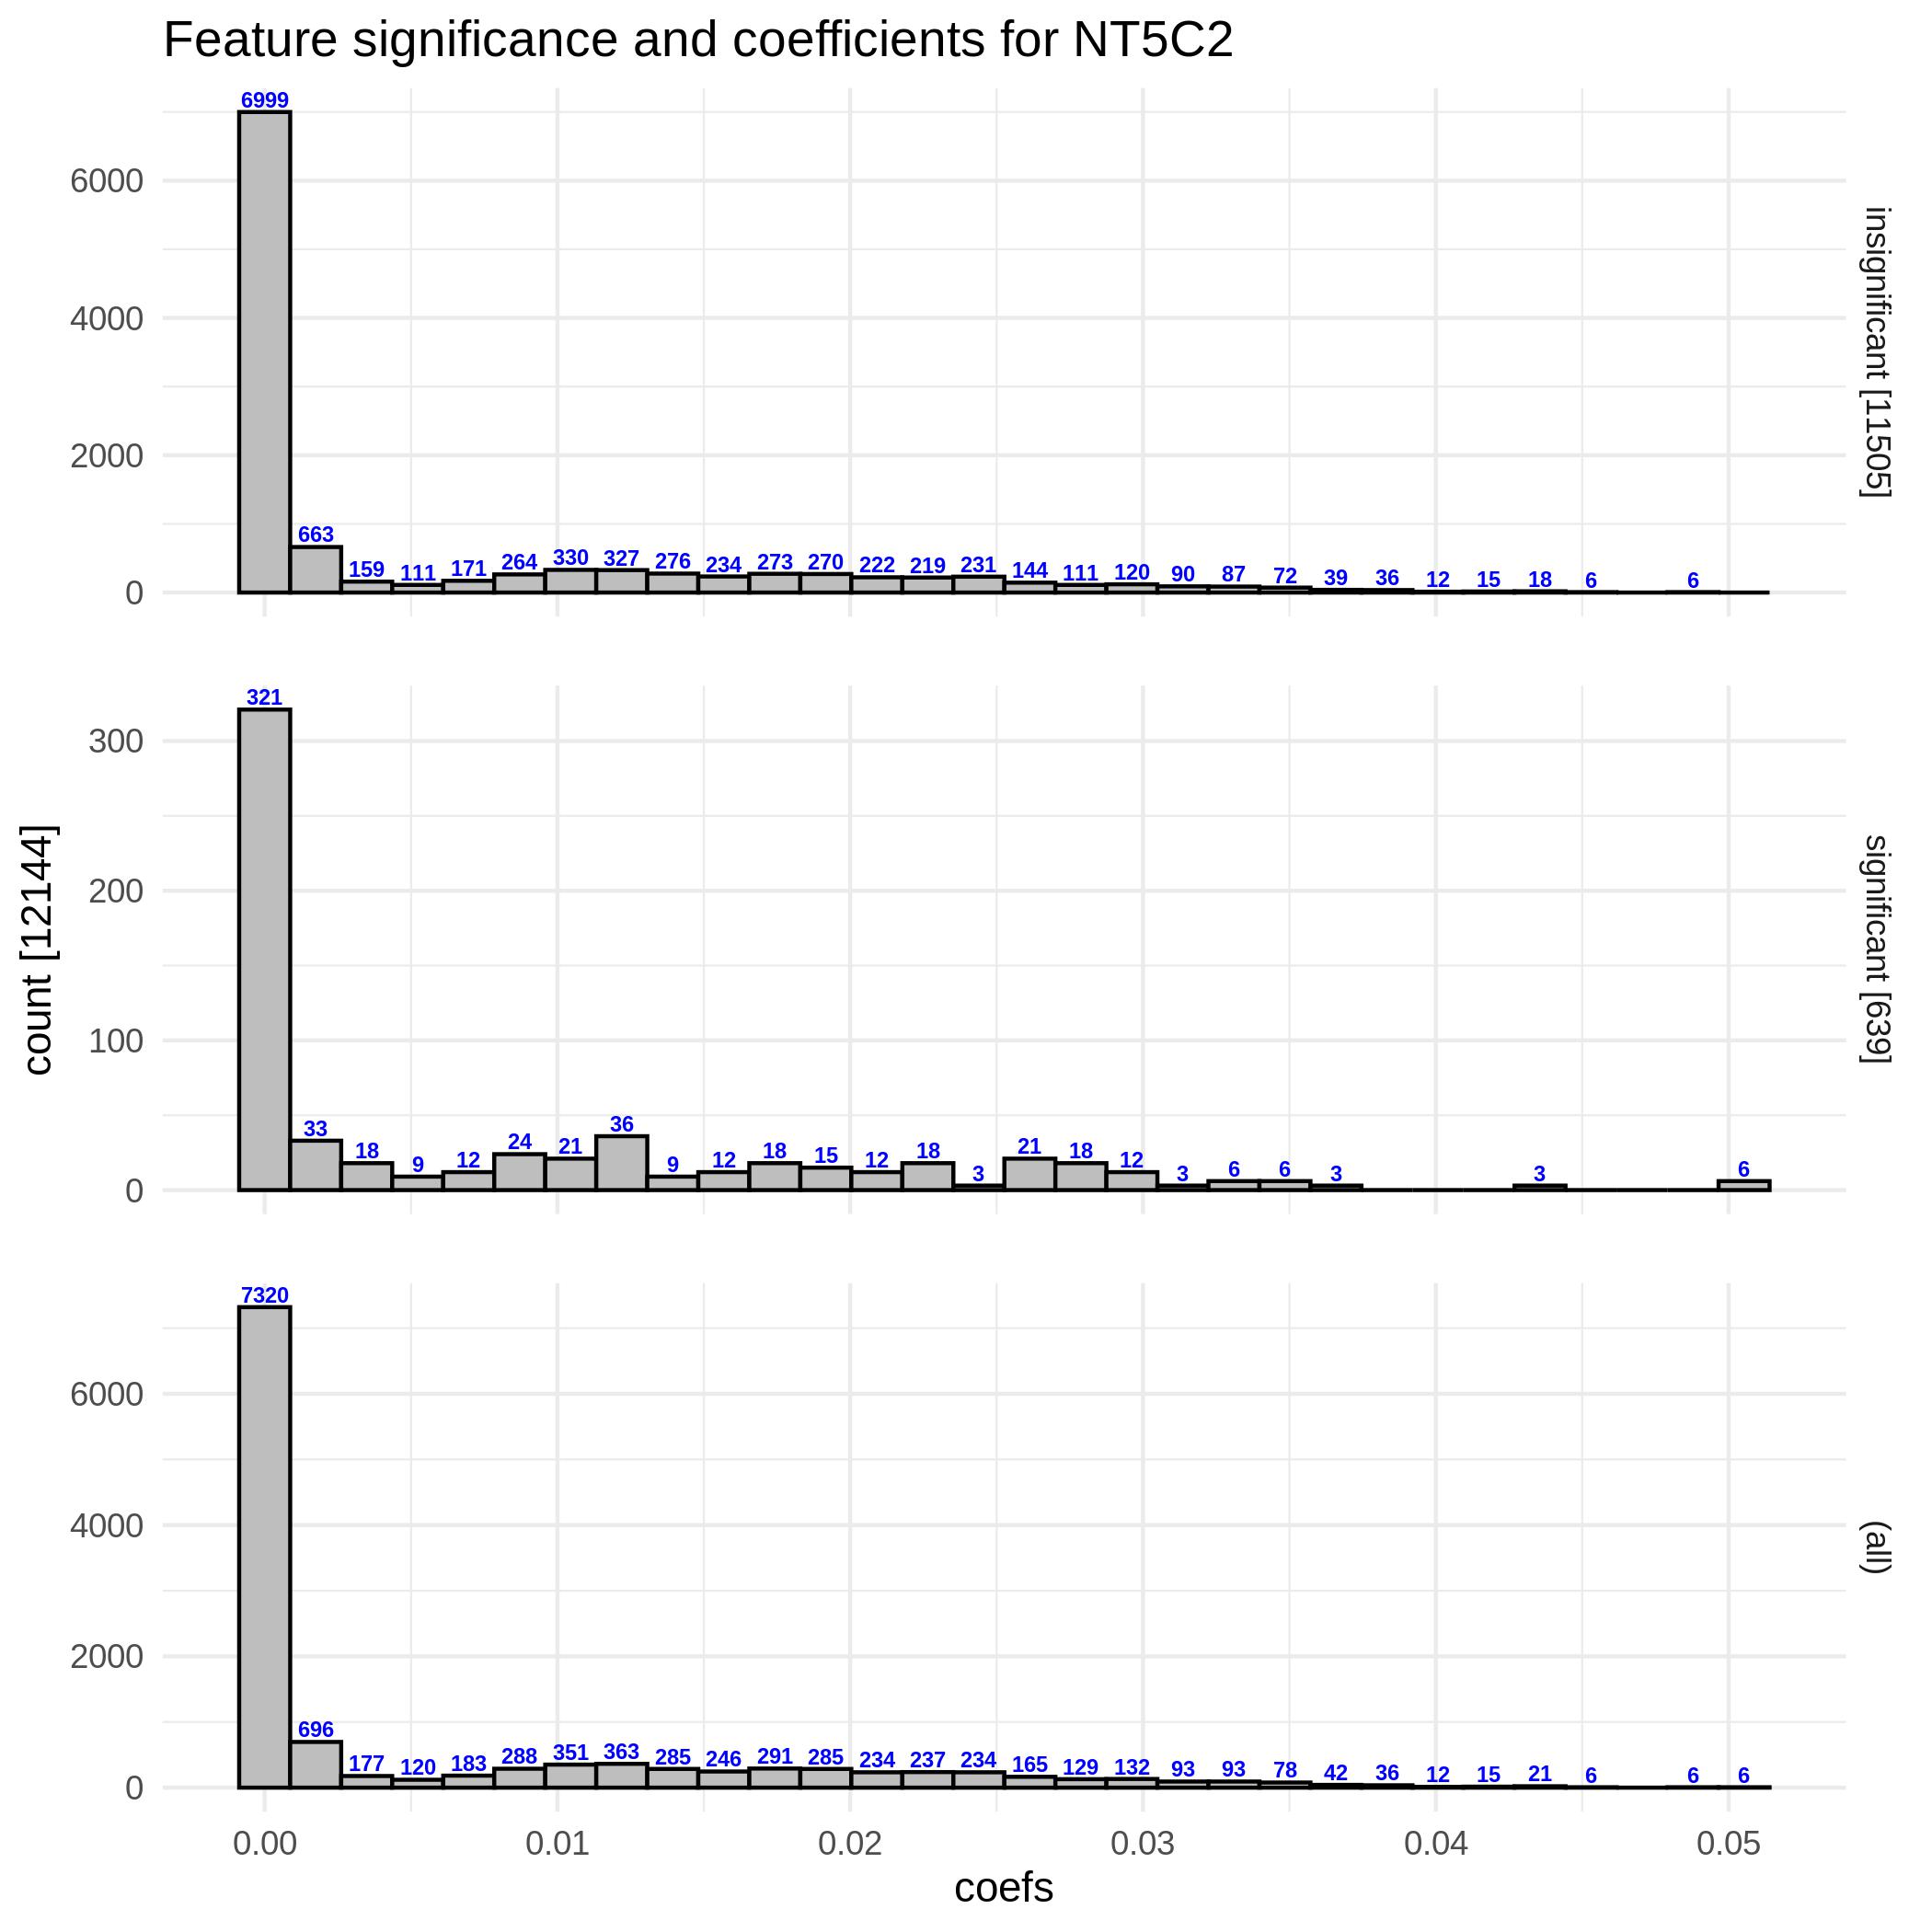 Feature significance and coefficients for NT5C2
6999
6000
4000
2000
0
663 159 111 171 264 330 327 276 234 273 270 222 219 231 144 111 120 90 87 72 39 36 12 15 18 6 6
insignificant [11505]
321
300
200
100
0
33 18 9 12 24 21 36 9 12 18 15 12 18 3 21 18 12 3 6 6 3 3 6
significant [639]
count [12144]
7320
6000
4000
2000
0
696 177 120 183 288 351 363 285 246 291 285 234 237 234 165 129 132 93 93 78 42 36 12 15 21 6 6 6
(all)
0.00 0.01 0.02 0.03 0.04 0.05
coefs